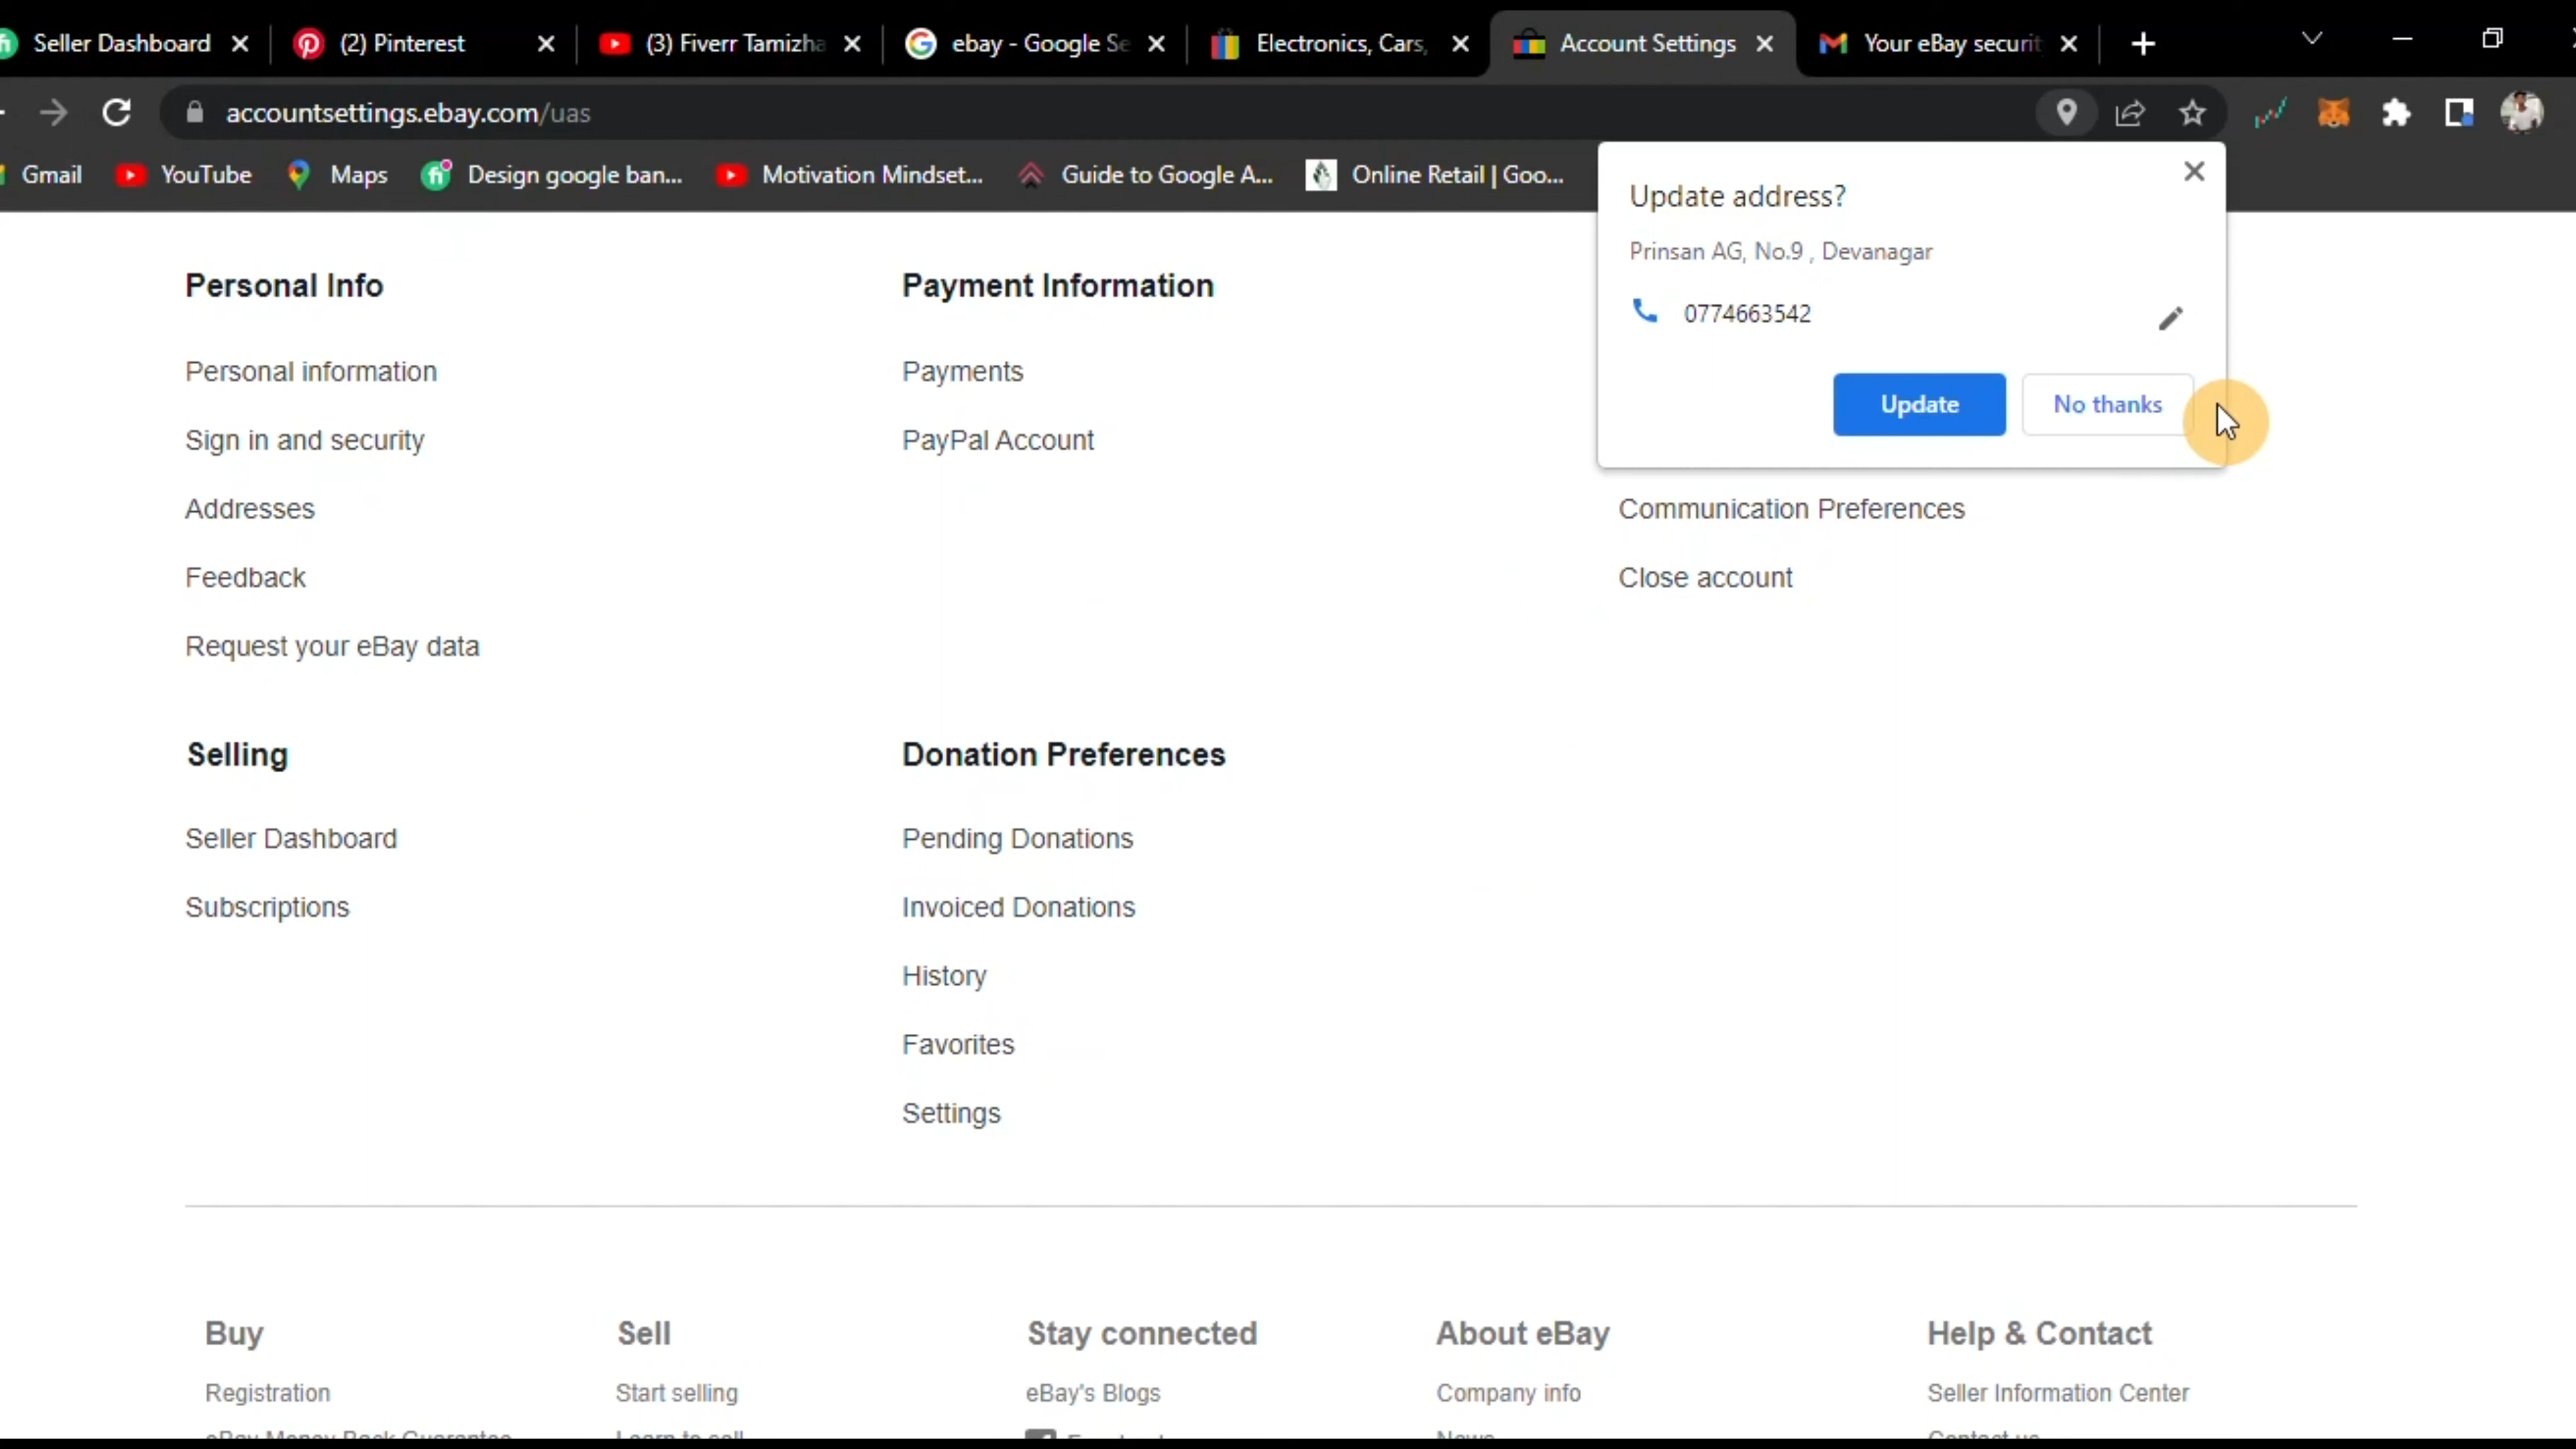 Seller Dashboard
(2) Pinterest
(3) Fiverr Tamizha
ebay - Google Se
Electronics, Cars,
Account Settings
Your eBay securit
accountsettings.ebay.com/uas
Gmail
YouTube
Maps
Design google ban...
Motivation Mindset...
Guide to Google A...
Online Retail | Goo...
Update address?
Prinsan AG, No.9 , Devanagar
0774663542
Update
No thanks
Personal Info
Personal information
Sign in and security
Addresses
Feedback
Request your eBay data
Payment Information
Payments
PayPal Account
Communication Preferences
Close account
Selling
Seller Dashboard
Subscriptions
Donation Preferences
Pending Donations
Invoiced Donations
History
Favorites
Settings
Buy
Registration
Sell
Start selling
Stay connected
eBay's Blogs
About eBay
Company info
Help & Contact
Seller Information Center